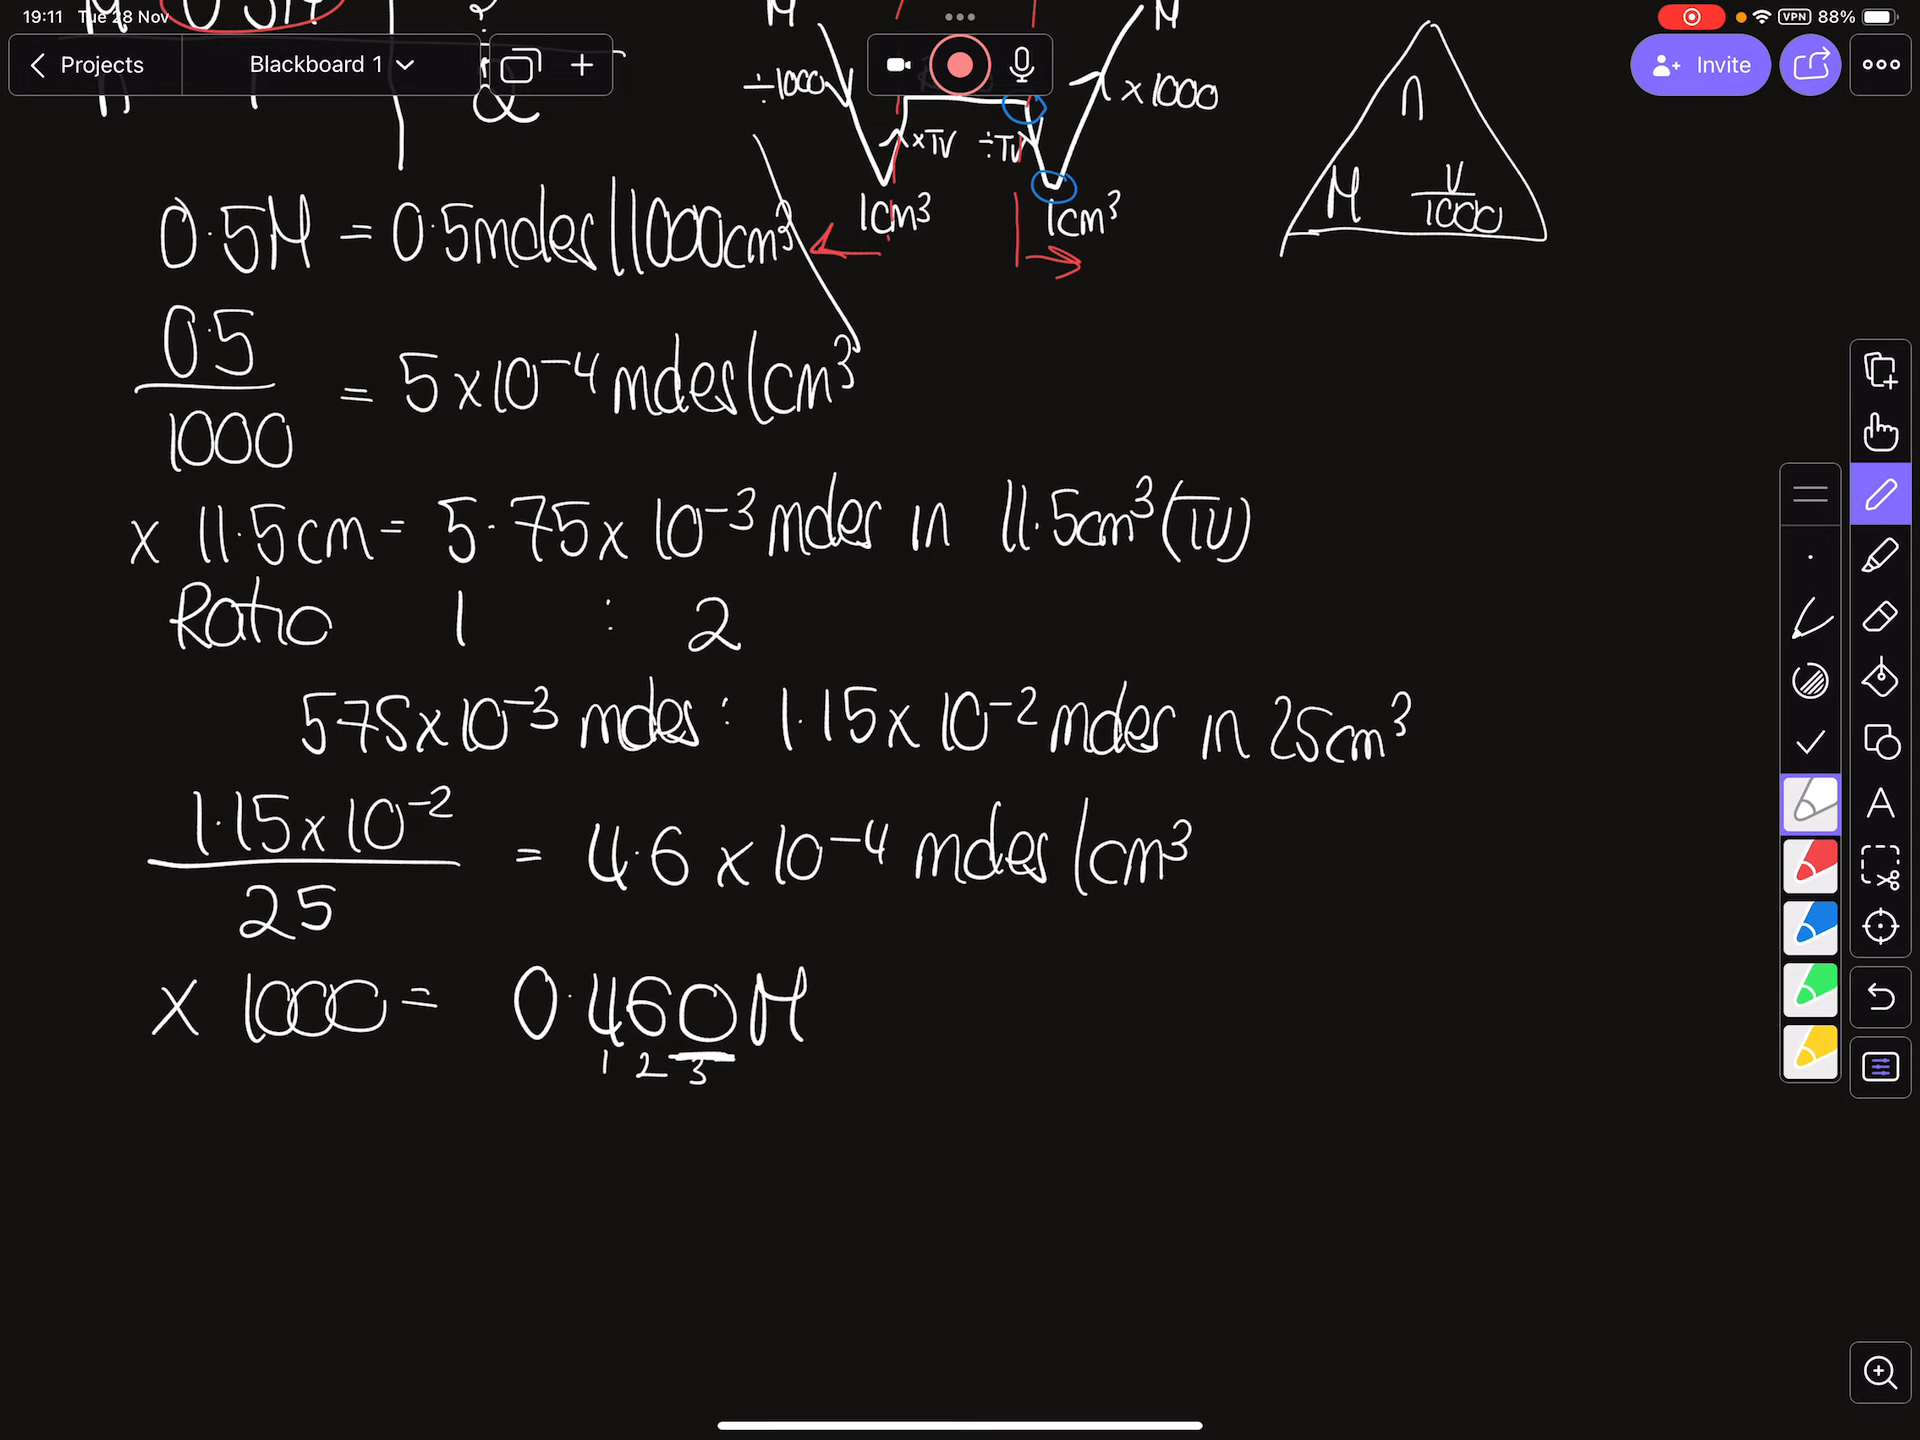 19:11 Tue 28 Nov
VPN 88%
Projects
Blackboard 1
Invite
M M
÷1000 × 1000
×TV ÷TV
1cm³ 1cm³
n
M V/1000
0.5M = 0.5moles/1000cm³
0.5/1000 = 5×10⁻⁴ moles/cm³
× 11.5cm = 5.75 × 10⁻³ moles in 11.5cm³ (TV)
Ratio 1 : 2
5.75×10⁻³ moles : 1.15 × 10⁻² moles in 25cm³
1.15×10⁻²/25 = 4.6 × 10⁻⁴ moles/cm³
× 1000 = 0.460M
1 2 3
A